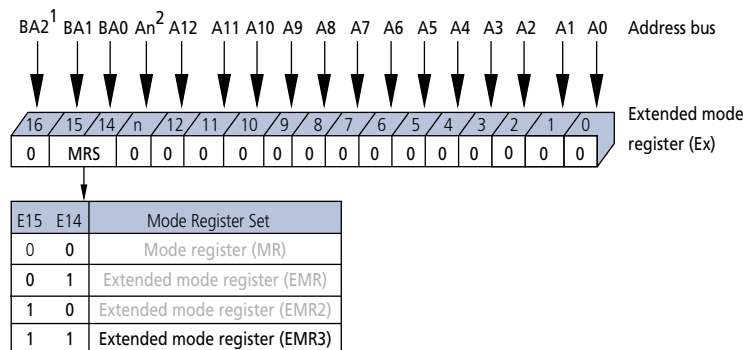 BA2¹ BA1 BA0 An² A12 A11 A10 A9 A8 A7 A6 A5 A4 A3 A2 A1 A0 Address bus
16 15 14 n 12 11 10 9 8 7 6 5 4 3 2 1 0 Extended mode
0 MRS 0 0 0 0 0 0 0 0 0 0 0 0 0 0 register (Ex)
E15 E14 Mode Register Set
0 0 Mode register (MR)
0 1 Extended mode register (EMR)
1 0 Extended mode register (EMR2)
1 1 Extended mode register (EMR3)